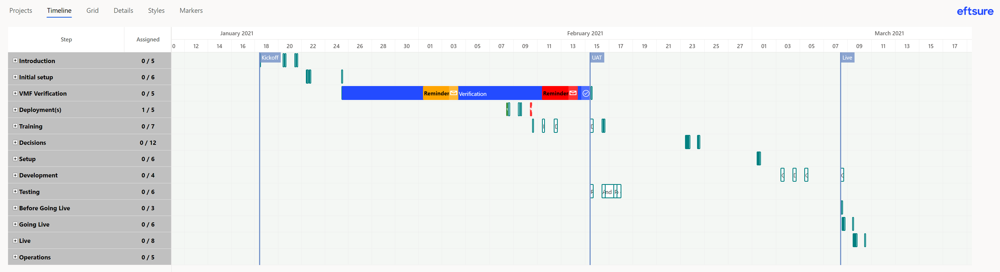 Projects Timeline Grid Details Styles Markers eftsure
January 2021 February 2021 March 2021
Step Assigned
0 12 14 16 18 20 22 24 26 28 30 01 03 05 07 09 11 13 15 17 19 21 23 25 27 01 03 05 07 09 11 13 15 17
Introduction 0 / 5 Kickoff UAT Live
Initial setup 0 / 6
VMF Verification 0 / 5 Reminder Verification Reminder
Deployment(s) 1 / 5
Training 0 / 7
Decisions 0 / 12
Setup 0 / 6
Development 0 / 4
Testing 0 / 6 And
Before Going Live 0 / 3
Going Live 0 / 6
Live 0 / 8
Operations 0 / 5